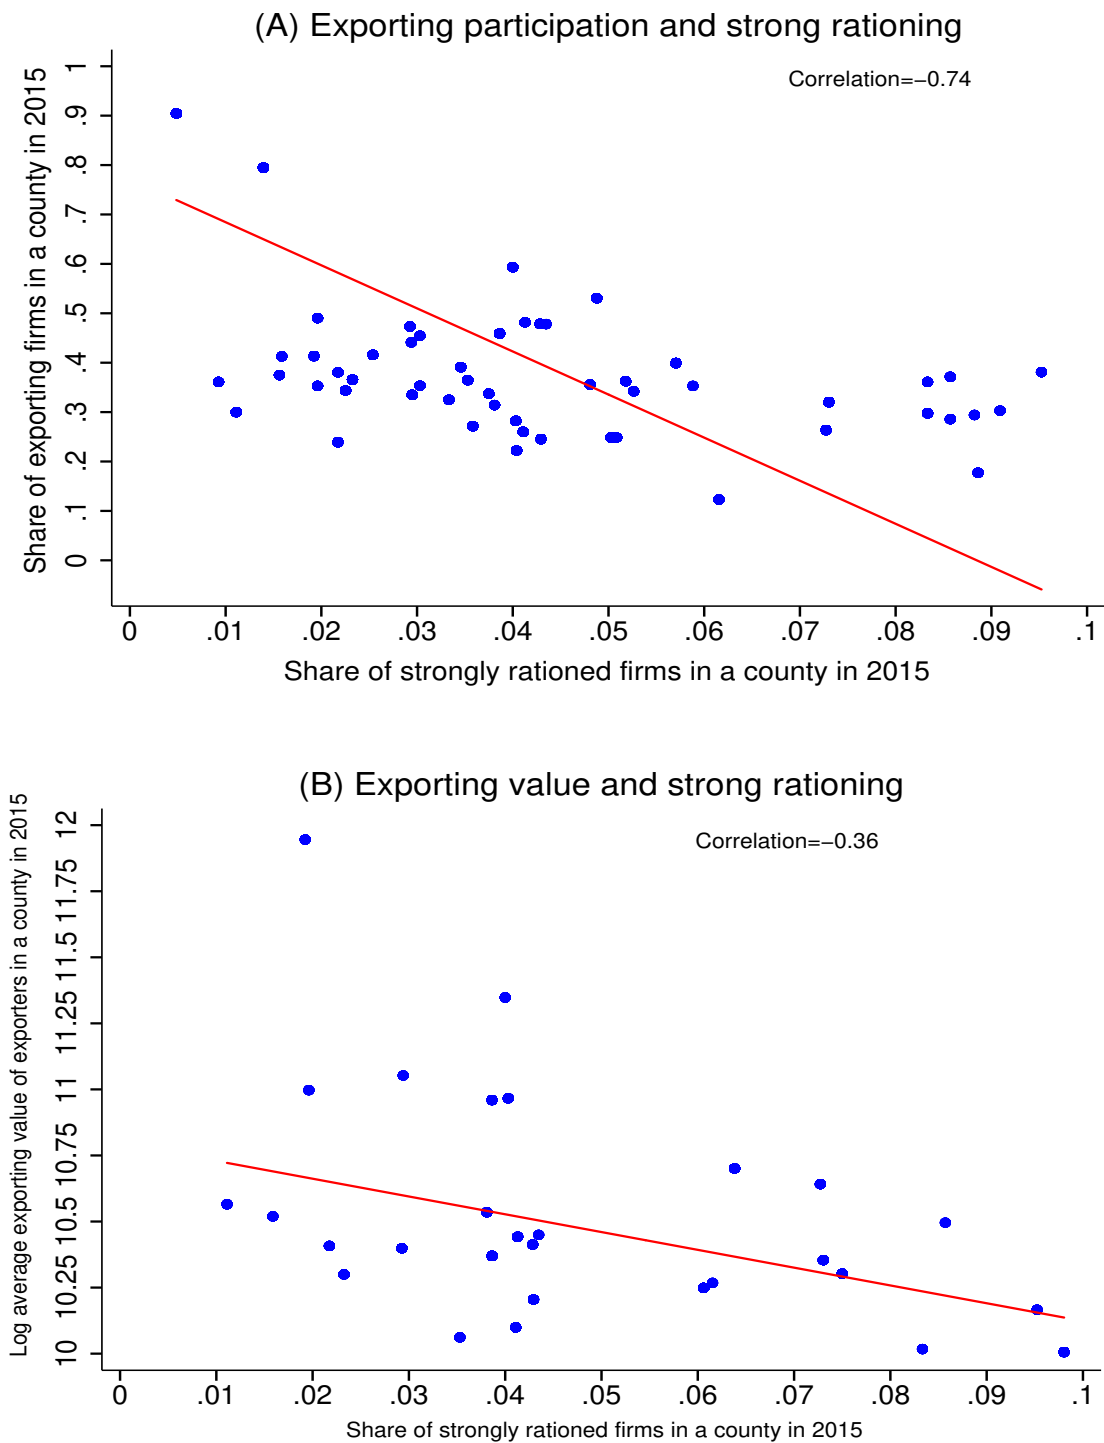 (A) Exporting participation and strong rationing
Correlation=−0.74
Share of exporting firms in a county in 2015
1
.9
.8
.7
.6
.5
.4
.3
.2
.1
0
0 .01 .02 .03 .04 .05 .06 .07 .08 .09 .1
Share of strongly rationed firms in a county in 2015
(B) Exporting value and strong rationing
Correlation=−0.36
Log average exporting value of exporters in a county in 2015
12
11.75
11.5
11.25
11
10.75
10.5
10.25
10
0 .01 .02 .03 .04 .05 .06 .07 .08 .09 .1
Share of strongly rationed firms in a county in 2015